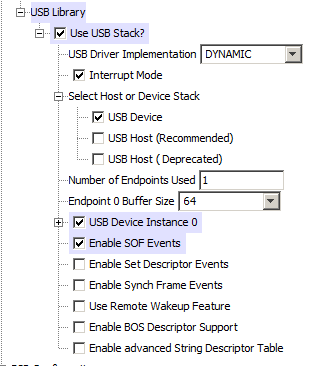 USB Library
Use USB Stack?
USB Driver Implementation DYNAMIC
Interrupt Mode
Select Host or Device Stack
USB Device
USB Host (Recommended)
USB Host ( Deprecated)
Number of Endpoints Used 1
Endpoint 0 Buffer Size 64
USB Device Instance 0
Enable SOF Events
Enable Set Descriptor Events
Enable Synch Frame Events
Use Remote Wakeup Feature
Enable BOS Descriptor Support
Enable advanced String Descriptor Table